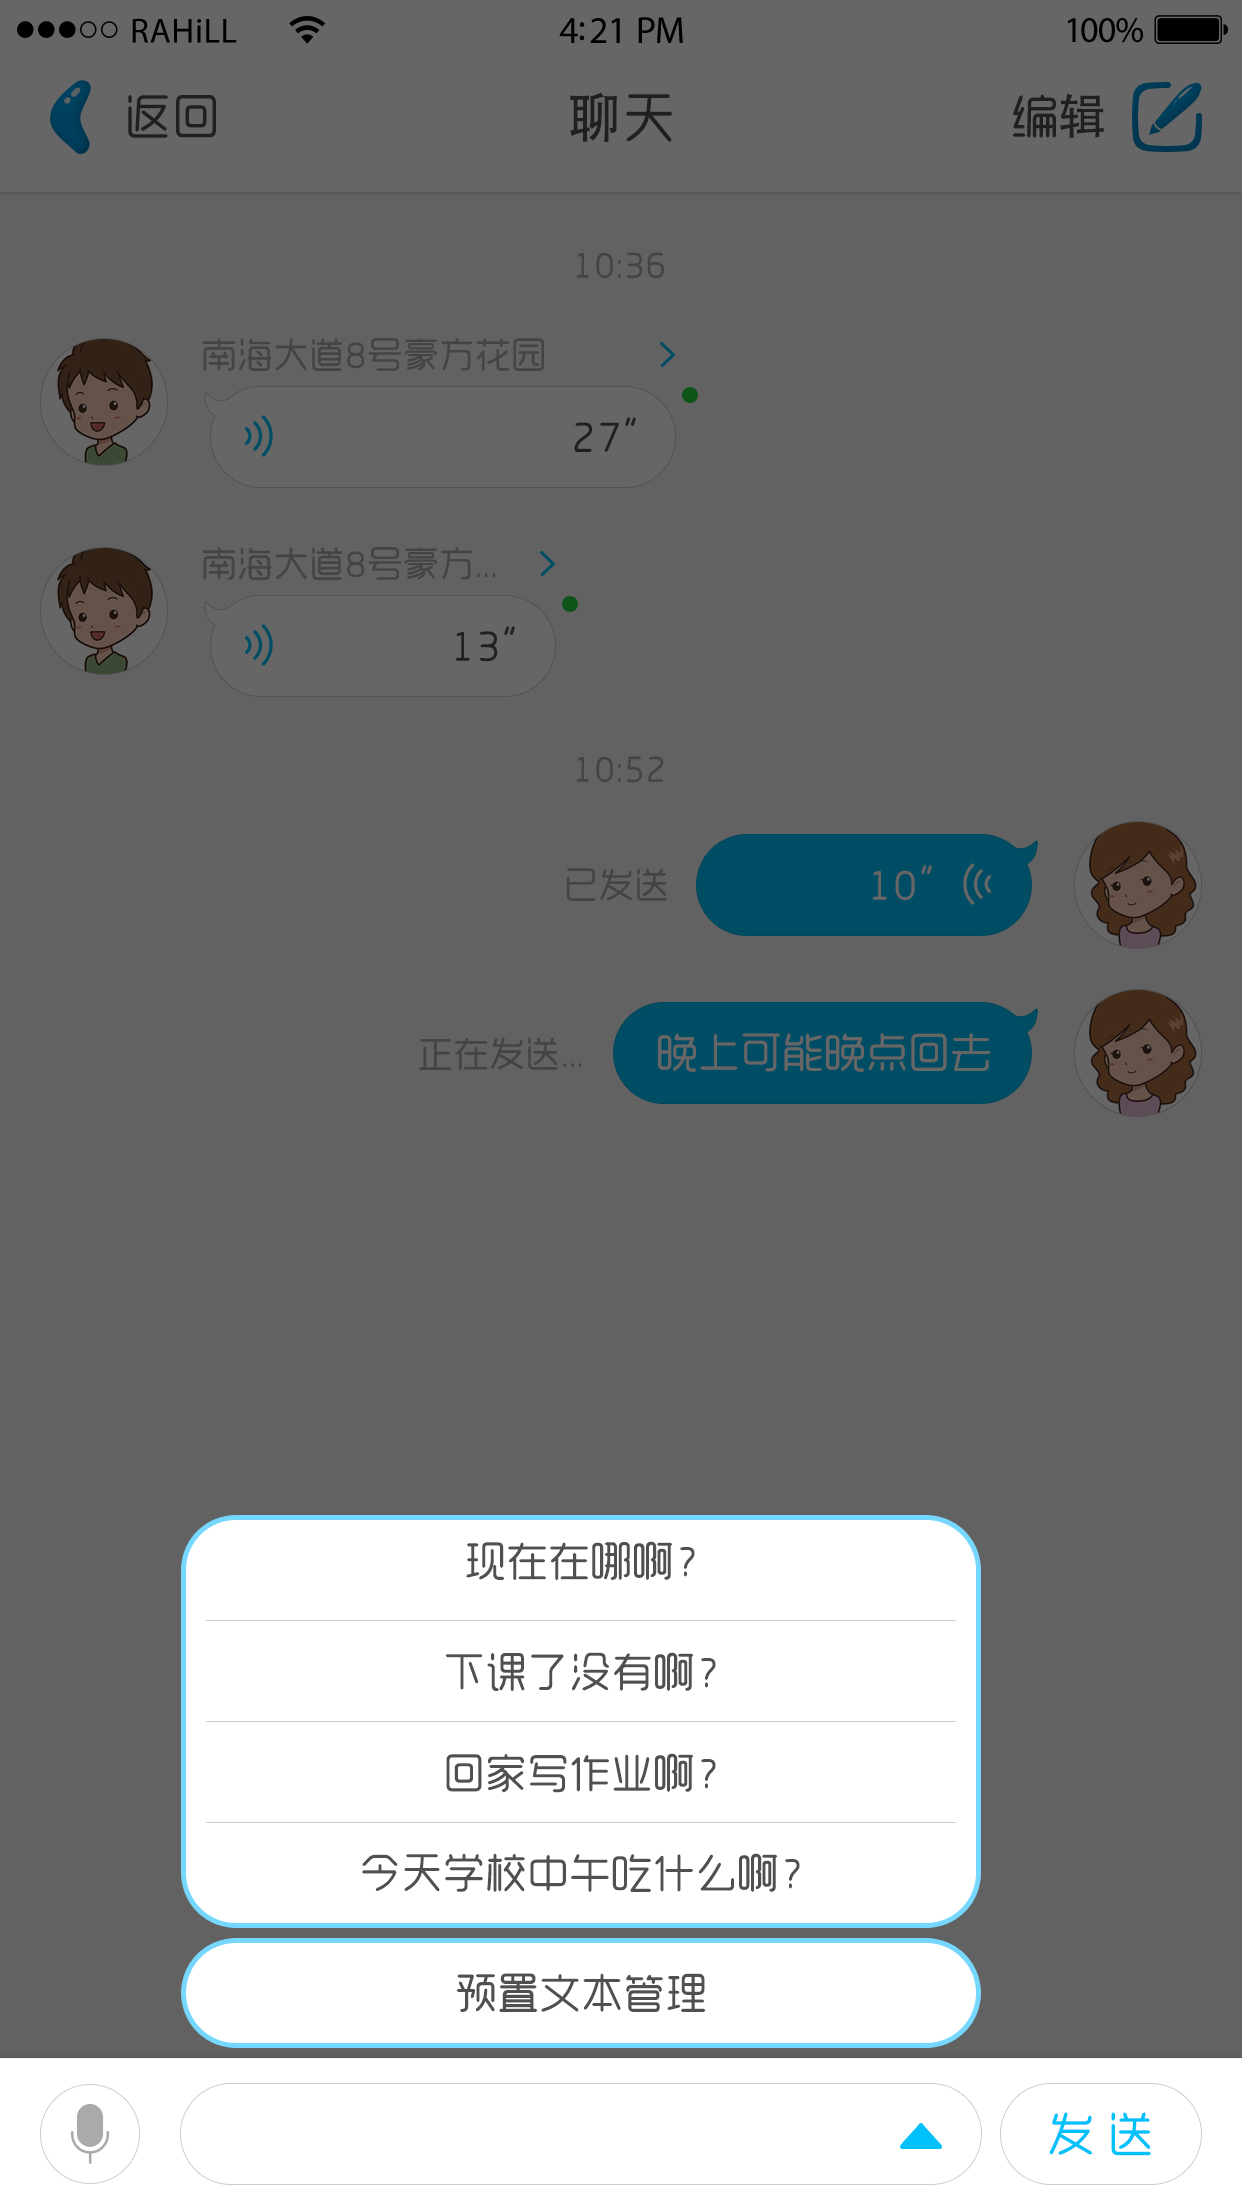 RAHiLL 4:21 PM 100%
返回 聊天 编辑
10:36
南海大道8号豪方花园
27"
南海大道8号豪方...
13"
10:52
已发送 10"
正在发送... 晚上可能晚点回去
现在在哪啊?
下课了没有啊?
回家写作业啊?
今天学校中午吃什么啊?
预置文本管理
发送